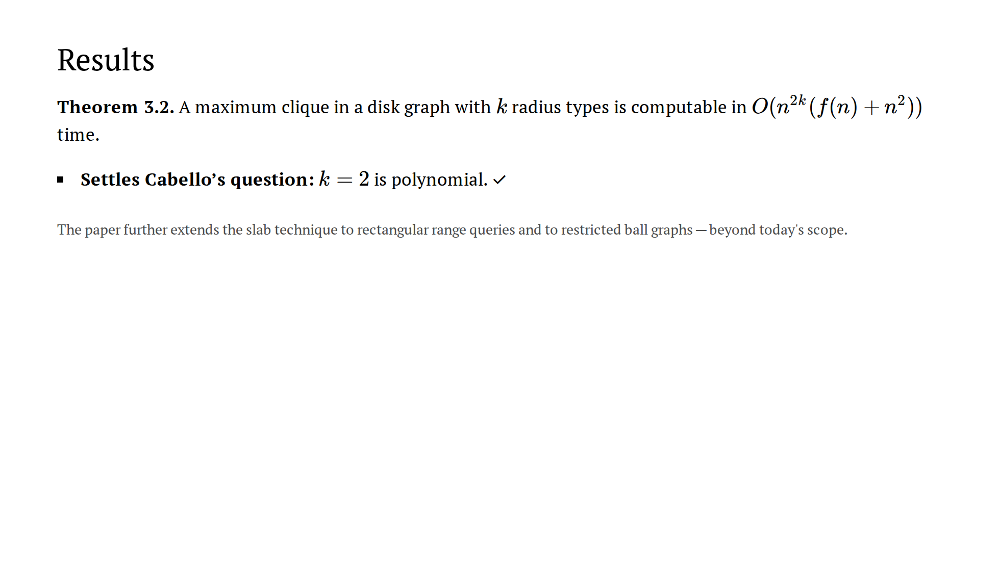 Results
Theorem 3.2. A maximum clique in a disk graph with k radius types is computable in O(n^{2k}(f(n) + n^2))
time.
▪ Settles Cabello’s question: k = 2 is polynomial. ✓
The paper further extends the slab technique to rectangular range queries and to restricted ball graphs — beyond today's scope.